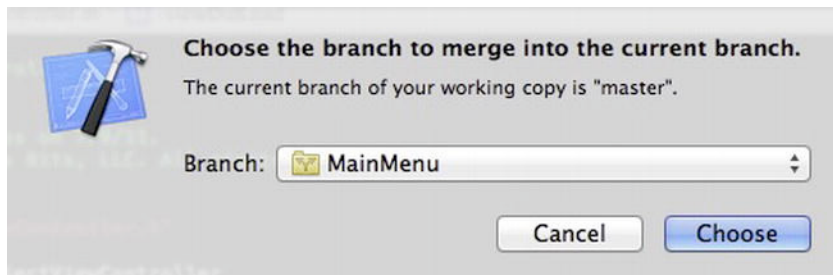 Choose the branch to merge into the current branch.
The current branch of your working copy is "master".
Branch: MainMenu
Cancel Choose